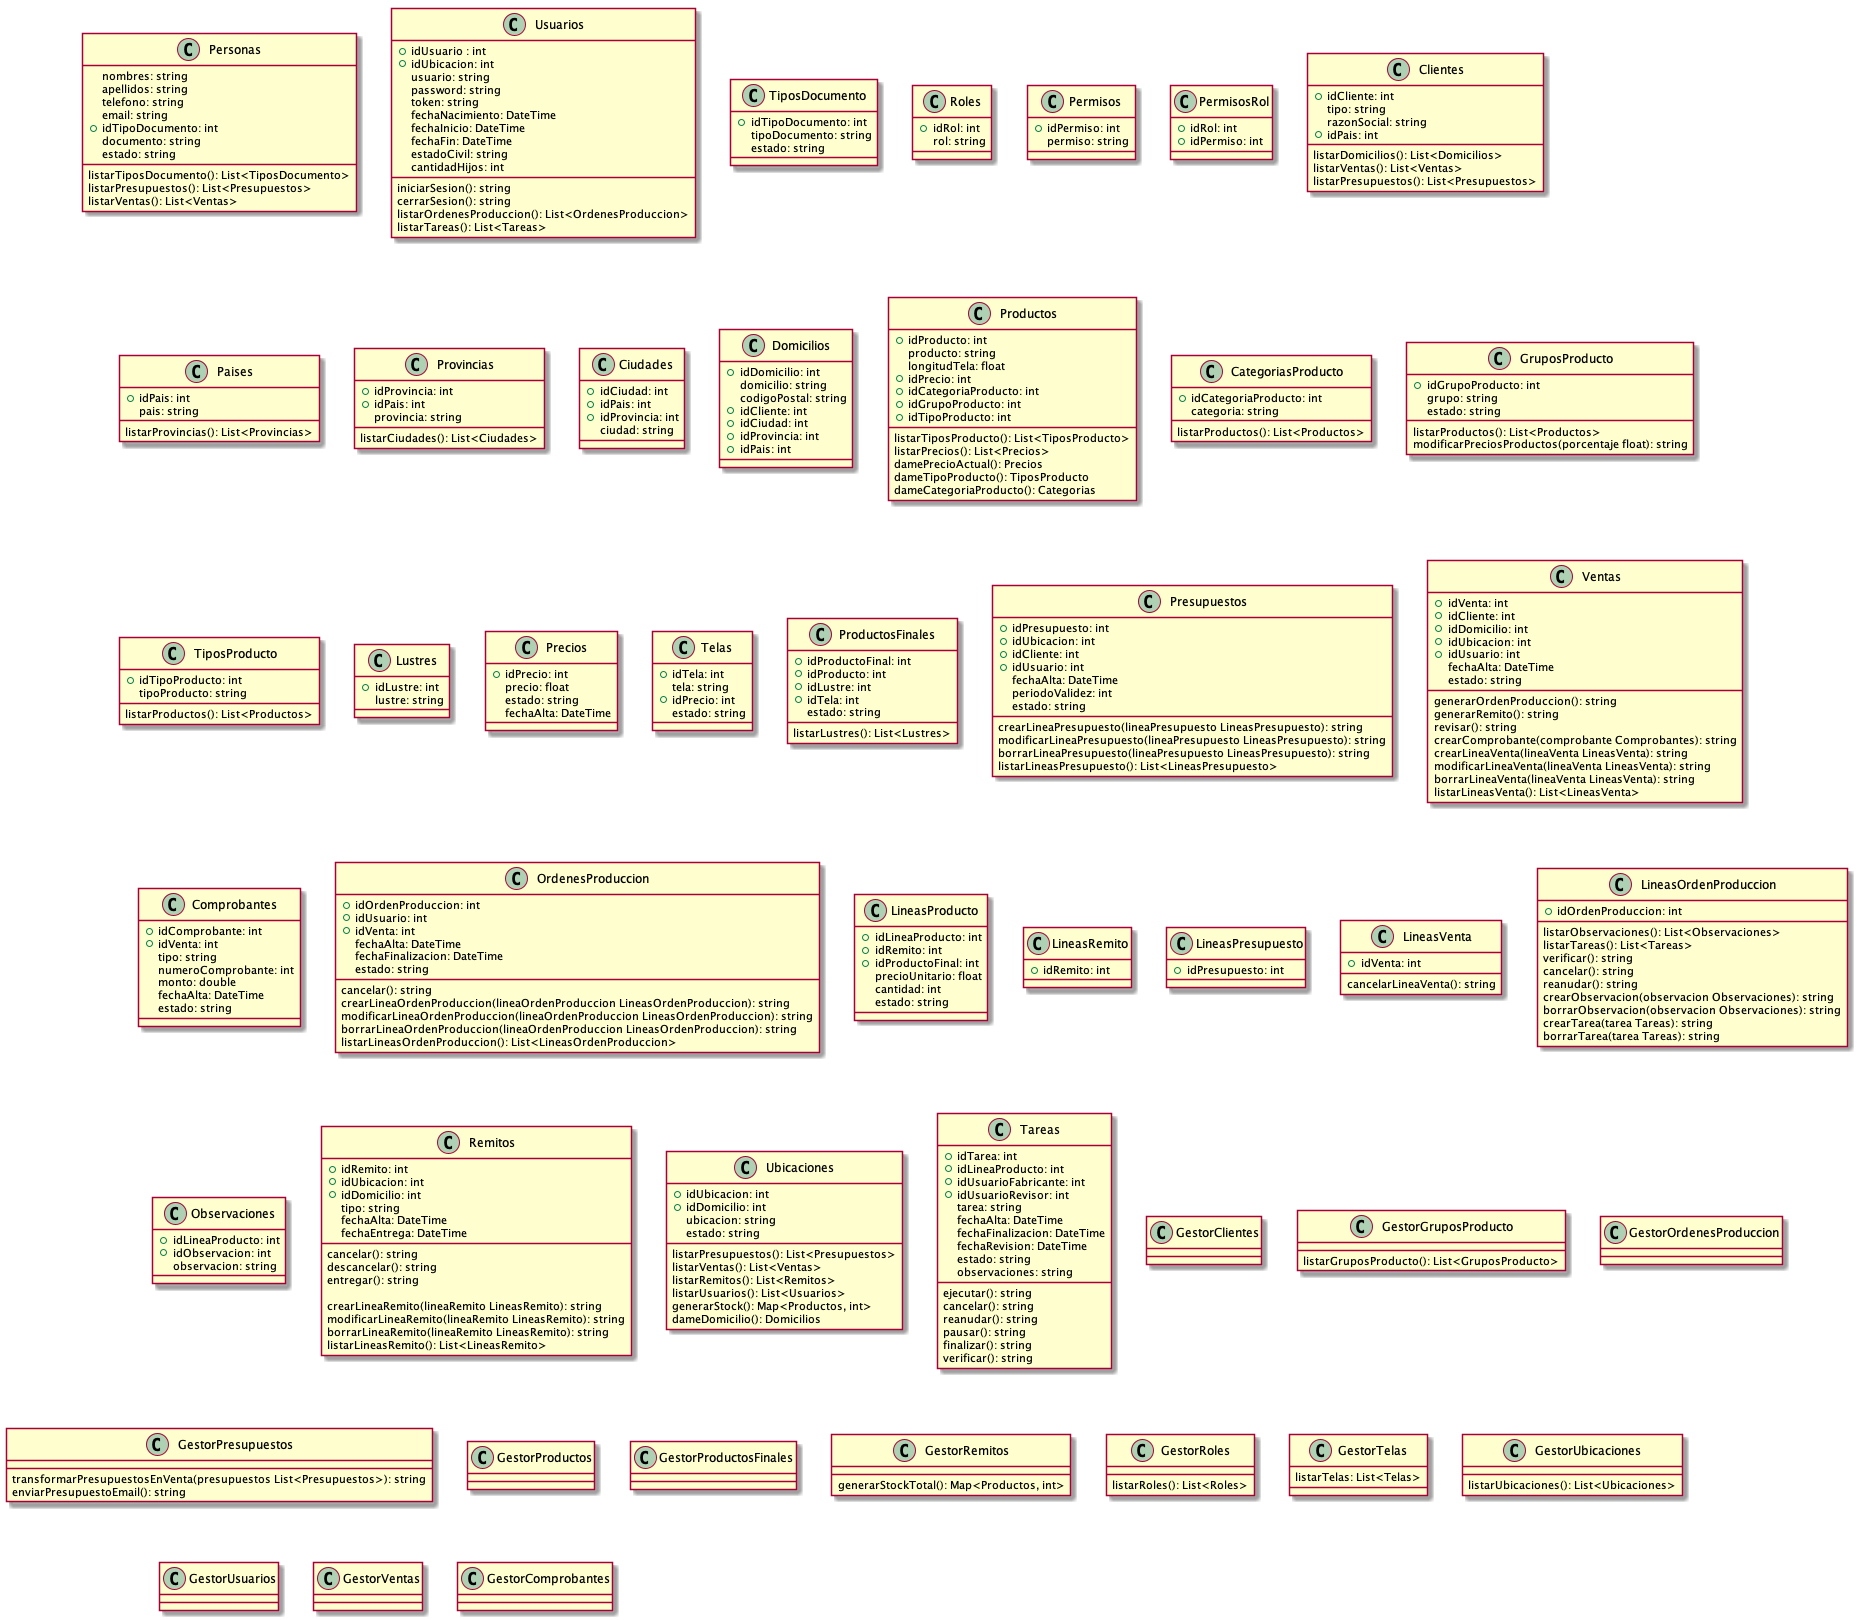 C Personas
nombres: string
apellidos: string
telefono: string
email: string
idTipoDocumento: int
documento: string
estado: string
listarTiposDocumento(): List<TiposDocumento>
listarPresupuestos(): List<Presupuestos>
listarVentas(): List<Ventas>
C Usuarios
idUsuario : int
idUbicacion: int
usuario: string
password: string
token: string
fechaNacimiento: DateTime
fechaInicio: DateTime
fechaFin: DateTime
estadoCivil: string
cantidadHijos: int
iniciarSesion(): string
cerrarSesion(): string
listarOrdenesProduccion(): List<OrdenesProduccion>
listarTareas(): List<Tareas>
C TiposDocumento
idTipoDocumento: int
tipoDocumento: string
estado: string
C Roles
idRol: int
rol: string
C Permisos
idPermiso: int
permiso: string
C PermisosRol
idRol: int
idPermiso: int
C Clientes
idCliente: int
tipo: string
razonSocial: string
idPais: int
listarDomicilios(): List<Domicilios>
listarVentas(): List<Ventas>
listarPresupuestos(): List<Presupuestos>
C Paises
idPais: int
pais: string
listarProvincias(): List<Provincias>
C Provincias
idProvincia: int
idPais: int
provincia: string
listarCiudades(): List<Ciudades>
C Ciudades
idCiudad: int
idPais: int
idProvincia: int
ciudad: string
C Domicilios
idDomicilio: int
domicilio: string
codigoPostal: string
idCliente: int
idCiudad: int
idProvincia: int
idPais: int
C Productos
idProducto: int
producto: string
longitudTela: float
idPrecio: int
idCategoriaProducto: int
idGrupoProducto: int
idTipoProducto: int
listarTiposProducto(): List<TiposProducto>
listarPrecios(): List<Precios>
damePrecioActual(): Precios
dameTipoProducto(): TiposProducto
dameCategoriaProducto(): Categorias
C CategoriasProducto
idCategoriaProducto: int
categoria: string
listarProductos(): List<Productos>
C GruposProducto
idGrupoProducto: int
grupo: string
estado: string
listarProductos(): List<Productos>
modificarPreciosProductos(porcentaje float): string
C TiposProducto
idTipoProducto: int
tipoProducto: string
listarProductos(): List<Productos>
C Lustres
idLustre: int
lustre: string
C Precios
idPrecio: int
precio: float
estado: string
fechaAlta: DateTime
C Telas
idTela: int
tela: string
idPrecio: int
estado: string
C ProductosFinales
idProductoFinal: int
idProducto: int
idLustre: int
idTela: int
estado: string
listarLustres(): List<Lustres>
C Presupuestos
idPresupuesto: int
idUbicacion: int
idCliente: int
idUsuario: int
fechaAlta: DateTime
periodoValidez: int
estado: string
crearLineaPresupuesto(lineaPresupuesto LineasPresupuesto): string
modificarLineaPresupuesto(lineaPresupuesto LineasPresupuesto): string
borrarLineaPresupuesto(lineaPresupuesto LineasPresupuesto): string
listarLineasPresupuesto(): List<LineasPresupuesto>
C Ventas
idVenta: int
idCliente: int
idDomicilio: int
idUbicacion: int
idUsuario: int
fechaAlta: DateTime
estado: string
generarOrdenProduccion(): string
generarRemito(): string
revisar(): string
crearComprobante(comprobante Comprobantes): string
crearLineaVenta(lineaVenta LineasVenta): string
modificarLineaVenta(lineaVenta LineasVenta): string
borrarLineaVenta(lineaVenta LineasVenta): string
listarLineasVenta(): List<LineasVenta>
C Comprobantes
idComprobante: int
idVenta: int
tipo: string
numeroComprobante: int
monto: double
fechaAlta: DateTime
estado: string
C OrdenesProduccion
idOrdenProduccion: int
idUsuario: int
idVenta: int
fechaAlta: DateTime
fechaFinalizacion: DateTime
estado: string
cancelar(): string
crearLineaOrdenProduccion(lineaOrdenProduccion LineasOrdenProduccion): string
modificarLineaOrdenProduccion(lineaOrdenProduccion LineasOrdenProduccion): string
borrarLineaOrdenProduccion(lineaOrdenProduccion LineasOrdenProduccion): string
listarLineasOrdenProduccion(): List<LineasOrdenProduccion>
C LineasProducto
idLineaProducto: int
idRemito: int
idProductoFinal: int
precioUnitario: float
cantidad: int
estado: string
C LineasRemito
idRemito: int
C LineasPresupuesto
idPresupuesto: int
C LineasVenta
idVenta: int
cancelarLineaVenta(): string
C LineasOrdenProduccion
idOrdenProduccion: int
listarObservaciones(): List<Observaciones>
listarTareas(): List<Tareas>
verificar(): string
cancelar(): string
reanudar(): string
crearObservacion(observacion Observaciones): string
borrarObservacion(observacion Observaciones): string
crearTarea(tarea Tareas): string
borrarTarea(tarea Tareas): string
C Observaciones
idLineaProducto: int
idObservacion: int
observacion: string
C Remitos
idRemito: int
idUbicacion: int
idDomicilio: int
tipo: string
fechaAlta: DateTime
fechaEntrega: DateTime
cancelar(): string
descancelar(): string
entregar(): string
crearLineaRemito(lineaRemito LineasRemito): string
modificarLineaRemito(lineaRemito LineasRemito): string
borrarLineaRemito(lineaRemito LineasRemito): string
listarLineasRemito(): List<LineasRemito>
C Ubicaciones
idUbicacion: int
idDomicilio: int
ubicacion: string
estado: string
listarPresupuestos(): List<Presupuestos>
listarVentas(): List<Ventas>
listarRemitos(): List<Remitos>
listarUsuarios(): List<Usuarios>
generarStock(): Map<Productos, int>
dameDomicilio(): Domicilios
C Tareas
idTarea: int
idLineaProducto: int
idUsuarioFabricante: int
idUsuarioRevisor: int
tarea: string
fechaAlta: DateTime
fechaFinalizacion: DateTime
fechaRevision: DateTime
estado: string
observaciones: string
ejecutar(): string
cancelar(): string
reanudar(): string
pausar(): string
finalizar(): string
verificar(): string
C GestorClientes
C GestorGruposProducto
listarGruposProducto(): List<GruposProducto>
C GestorOrdenesProduccion
C GestorPresupuestos
transformarPresupuestosEnVenta(presupuestos List<Presupuestos>): string
enviarPresupuestoEmail(): string
C GestorProductos
C GestorProductosFinales
C GestorRemitos
generarStockTotal(): Map<Productos, int>
C GestorRoles
listarRoles(): List<Roles>
C GestorTelas
listarTelas: List<Telas>
C GestorUbicaciones
listarUbicaciones(): List<Ubicaciones>
C GestorUsuarios
C GestorVentas
C GestorComprobantes